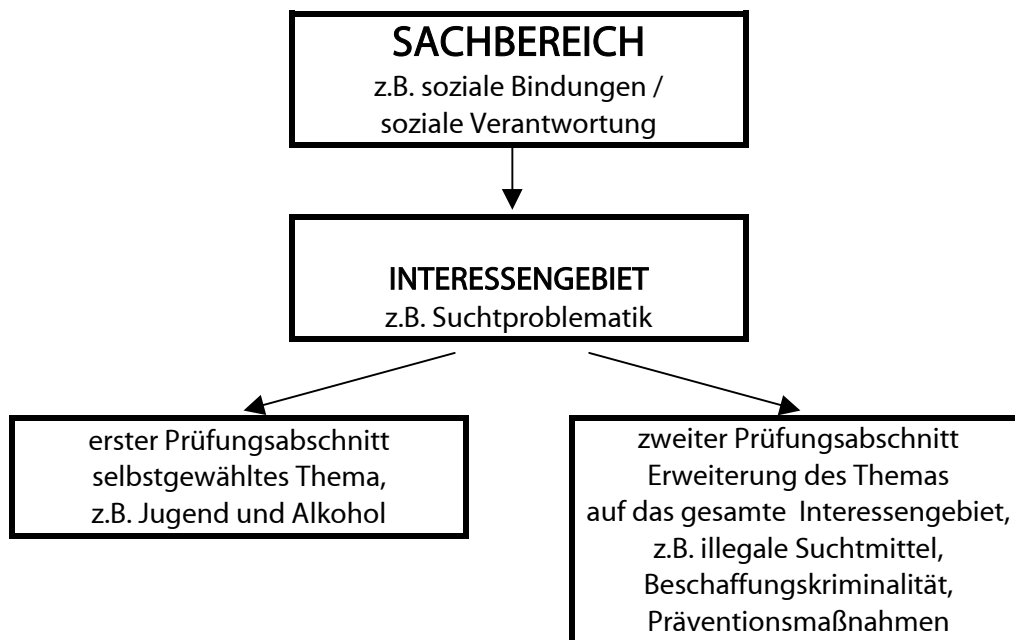 SACHBEREICH
z.B. soziale Bindungen /
soziale Verantwortung
INTERESSENGEBIET
z.B. Suchtproblematik
erster Prüfungsabschnitt
selbstgewähltes Thema,
z.B. Jugend und Alkohol
zweiter Prüfungsabschnitt
Erweiterung des Themas
auf das gesamte Interessengebiet,
z.B. illegale Suchtmittel,
Beschaffungskriminalität,
Präventionsmaßnahmen